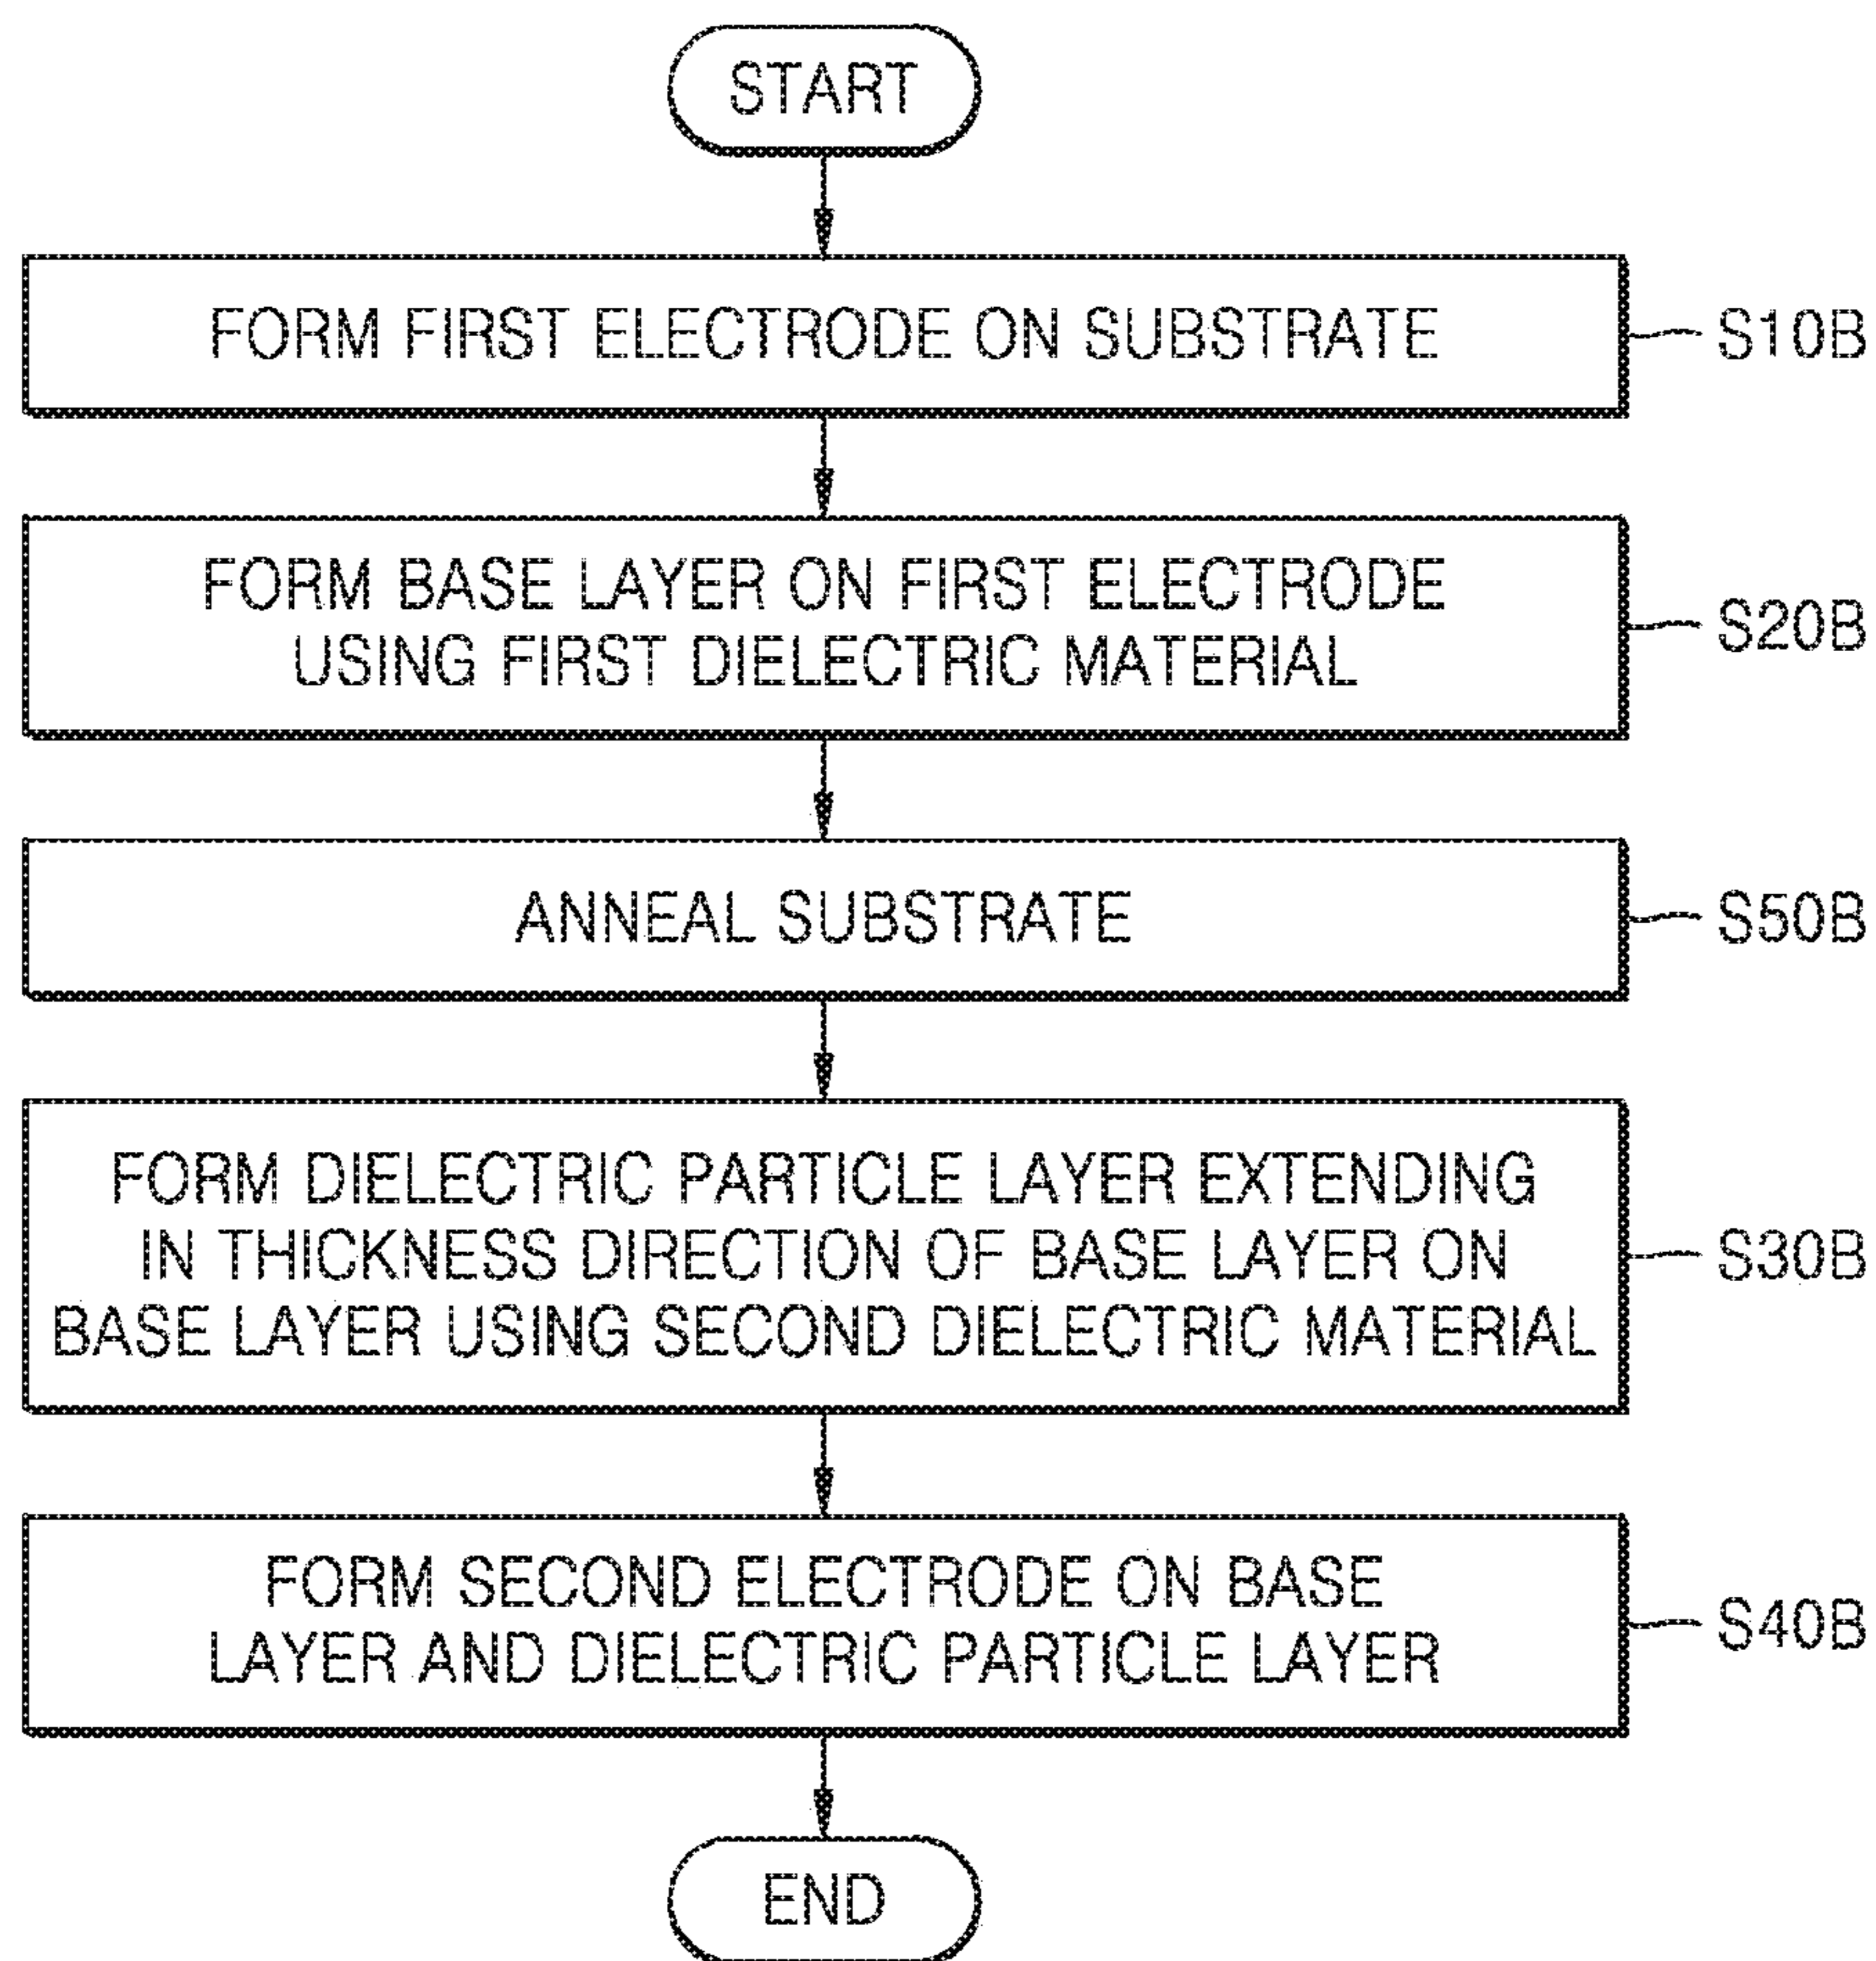 START
FORM FIRST ELECTRODE ON SUBSTRATE
S10B
FORM BASE LAYER ON FIRST ELECTRODE
USING FIRST DIELECTRIC MATERIAL
S20B
ANNEAL SUBSTRATE
S50B
FORM DIELECTRIC PARTICLE LAYER EXTENDING
IN THICKNESS DIRECTION OF BASE LAYER ON
BASE LAYER USING SECOND DIELECTRIC MATERIAL
S30B
FORM SECOND ELECTRODE ON BASE
LAYER AND DIELECTRIC PARTICLE LAYER
S40B
END